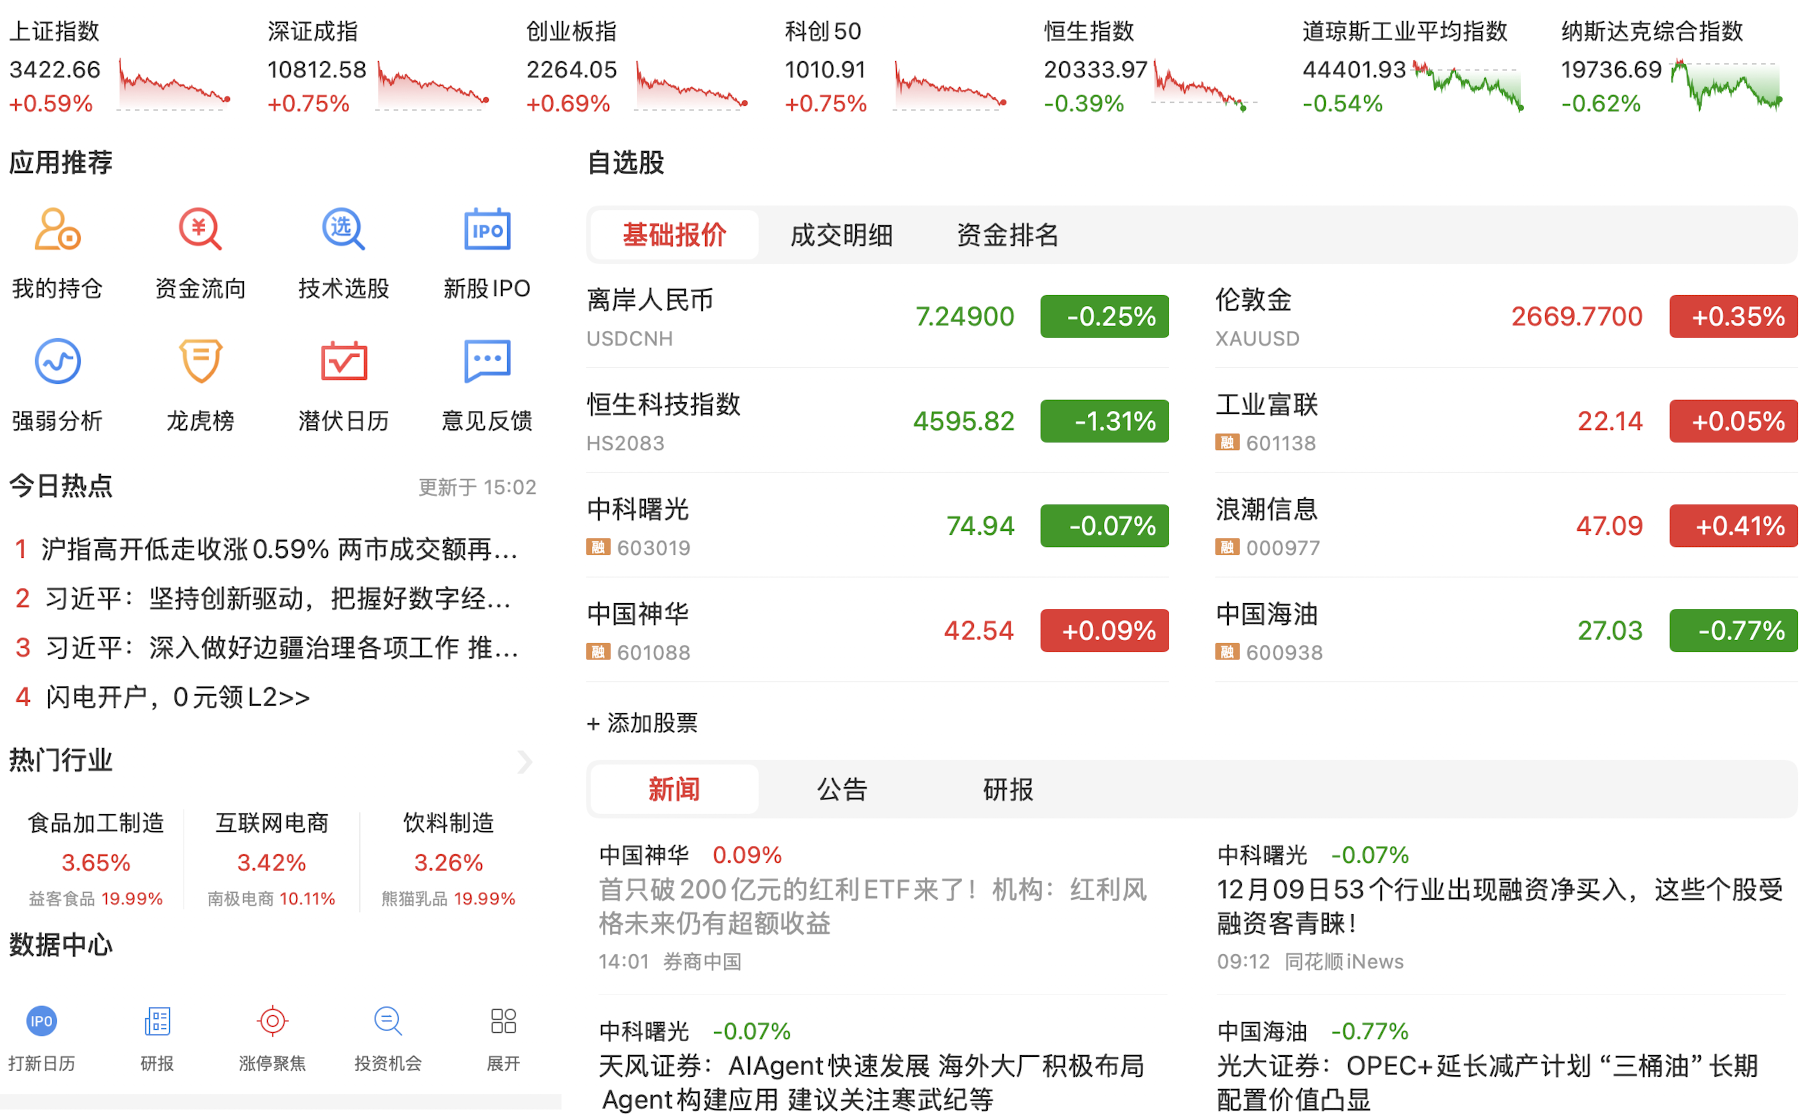 上证指数
3422.66
+0.59%
深证成指
10812.58
+0.75%
创业板指
2264.05
+0.69%
科创50
1010.91
+0.75%
恒生指数
20333.97
-0.39%
道琼斯工业平均指数
44401.93
-0.54%
纳斯达克综合指数
19736.69
-0.62%
应用推荐
¥
选
IPO
我的持仓
资金流向
技术选股
新股IPO
强弱分析
龙虎榜
潜伏日历
意见反馈
今日热点
更新于 15:02
1 沪指高开低走收涨0.59% 两市成交额再...
2 习近平：坚持创新驱动，把握好数字经...
3 习近平：深入做好边疆治理各项工作 推...
4 闪电开户，0元领L2>>
热门行业
食品加工制造
3.65%
益客食品 19.99%
互联网电商
3.42%
南极电商 10.11%
饮料制造
3.26%
熊猫乳品 19.99%
数据中心
IPO
打新日历
研报
涨停聚焦
投资机会
展开
自选股
基础报价
成交明细
资金排名
离岸人民币
USDCNH
7.24900
-0.25%
伦敦金
XAUUSD
2669.7700
+0.35%
恒生科技指数
HS2083
4595.82
-1.31%
工业富联
融 601138
22.14
+0.05%
中科曙光
融 603019
74.94
-0.07%
浪潮信息
融 000977
47.09
+0.41%
中国神华
融 601088
42.54
+0.09%
中国海油
融 600938
27.03
-0.77%
+ 添加股票
新闻
公告
研报
中国神华 0.09%
首只破200亿元的红利ETF来了！机构：红利风
格未来仍有超额收益
14:01 券商中国
中科曙光 -0.07%
12月09日53个行业出现融资净买入，这些个股受
融资客青睐！
09:12 同花顺iNews
中科曙光 -0.07%
天风证券：AIAgent快速发展 海外大厂积极布局
Agent构建应用 建议关注寒武纪等
中国海油 -0.77%
光大证券：OPEC+延长减产计划 “三桶油”长期
配置价值凸显